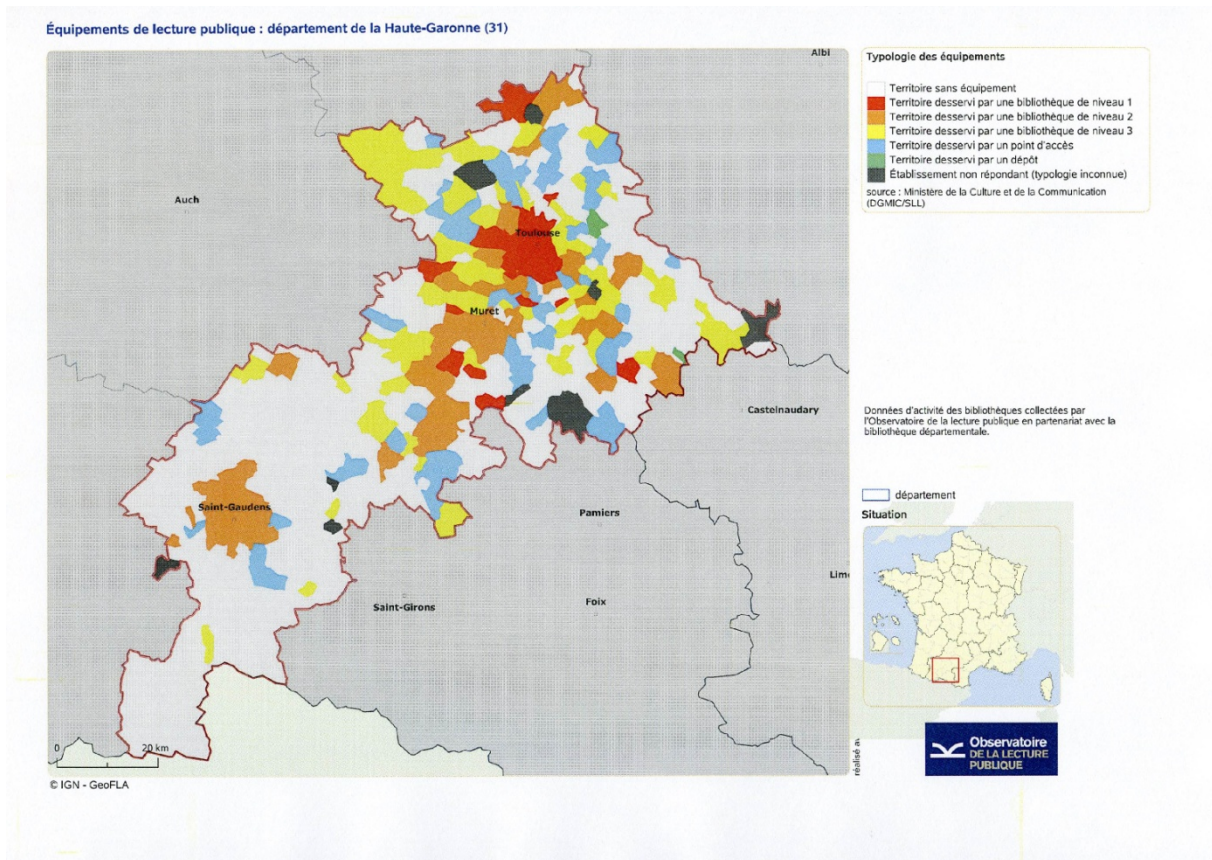 Équipements de lecture publique : département de la Haute-Garonne (31)
Albi
Auch
Toulouse
Muret
Castelnaudary
Saint-Gaudens
Pamiers
Saint-Girons
Foix
Lim
0 20 km
© IGN - GeoFLA
Typologie des équipements
Territoire sans équipement
Territoire desservi par une bibliothèque de niveau 1
Territoire desservi par une bibliothèque de niveau 2
Territoire desservi par une bibliothèque de niveau 3
Territoire desservi par un point d'accès
Territoire desservi par un dépôt
Établissement non répondant (typologie inconnue)
source : Ministère de la Culture et de la Communication
(DGMIC/SLL)
Données d'activité des bibliothèques collectées par
l'Observatoire de la lecture publique en partenariat avec la
bibliothèque départementale.
département
Situation
réalisé a
Observatoire
DE LA LECTURE
PUBLIQUE